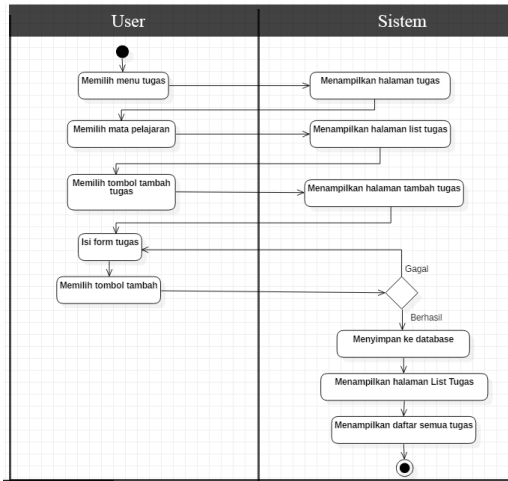 User
Sistem
Memilih menu tugas
Menampilkan halaman tugas
Memilih mata pelajaran
Menampilkan halaman list tugas
Memilih tombol tambah
tugas
Menampilkan halaman tambah tugas
Isi form tugas
Gagal
Memilih tombol tambah
Berhasil
Menyimpan ke database
Menampilkan halaman List Tugas
Menampilkan daftar semua tugas